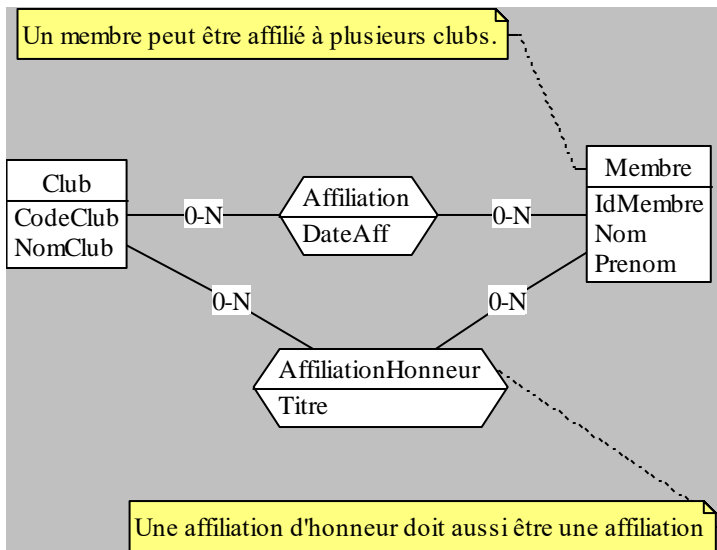 Un membre peut être affilié à plusieurs clubs.
Club
CodeClub
NomClub
0-N
Affiliation
DateAff
0-N
Membre
IdMembre
Nom
Prenom
0-N
0-N
AffiliationHonneur
Titre
Une affiliation d'honneur doit aussi être une affiliation